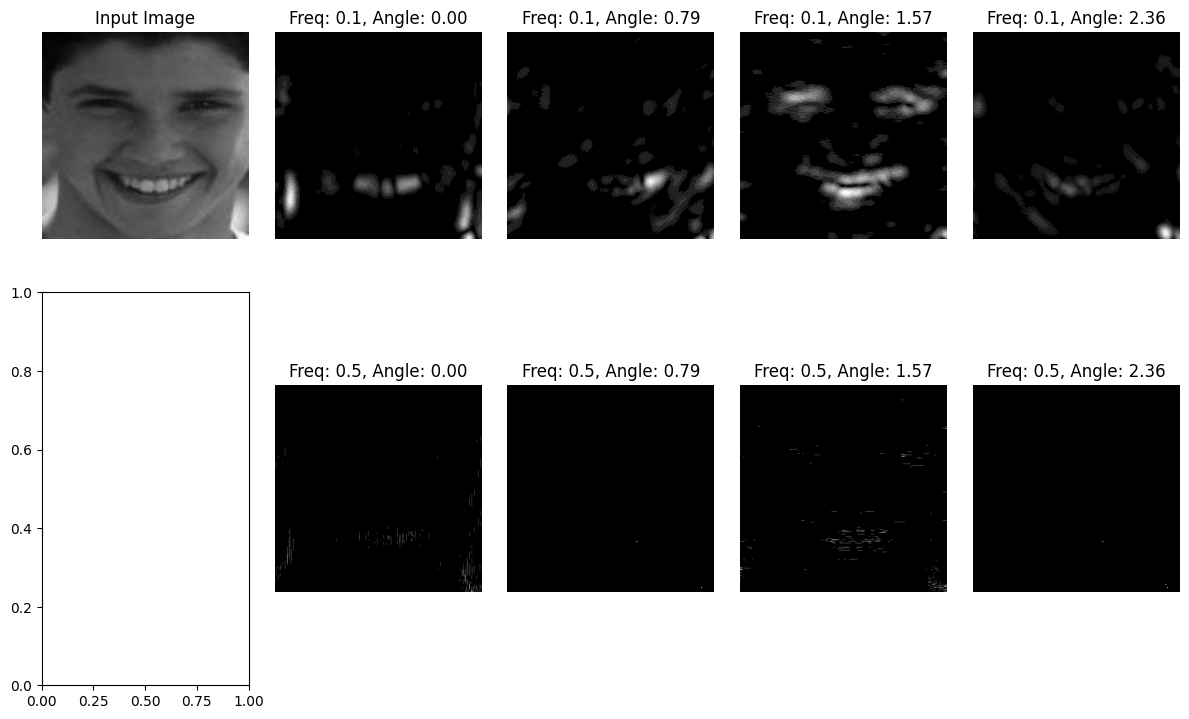 Input Image
Freq: 0.1, Angle: 0.00
Freq: 0.1, Angle: 0.79
Freq: 0.1, Angle: 1.57
Freq: 0.1, Angle: 2.36
1.0
0.8
0.6
0.4
0.2
0.0
0.00 0.25 0.50 0.75 1.00
Freq: 0.5, Angle: 0.00
Freq: 0.5, Angle: 0.79
Freq: 0.5, Angle: 1.57
Freq: 0.5, Angle: 2.36